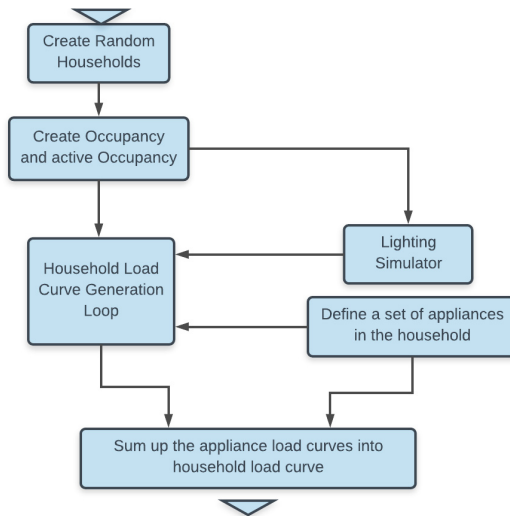 Create Random
Households
Create Occupancy
and active Occupancy
Lighting
Simulator
Household Load
Curve Generation
Loop
Define a set of appliances
in the household
Sum up the appliance load curves into
household load curve